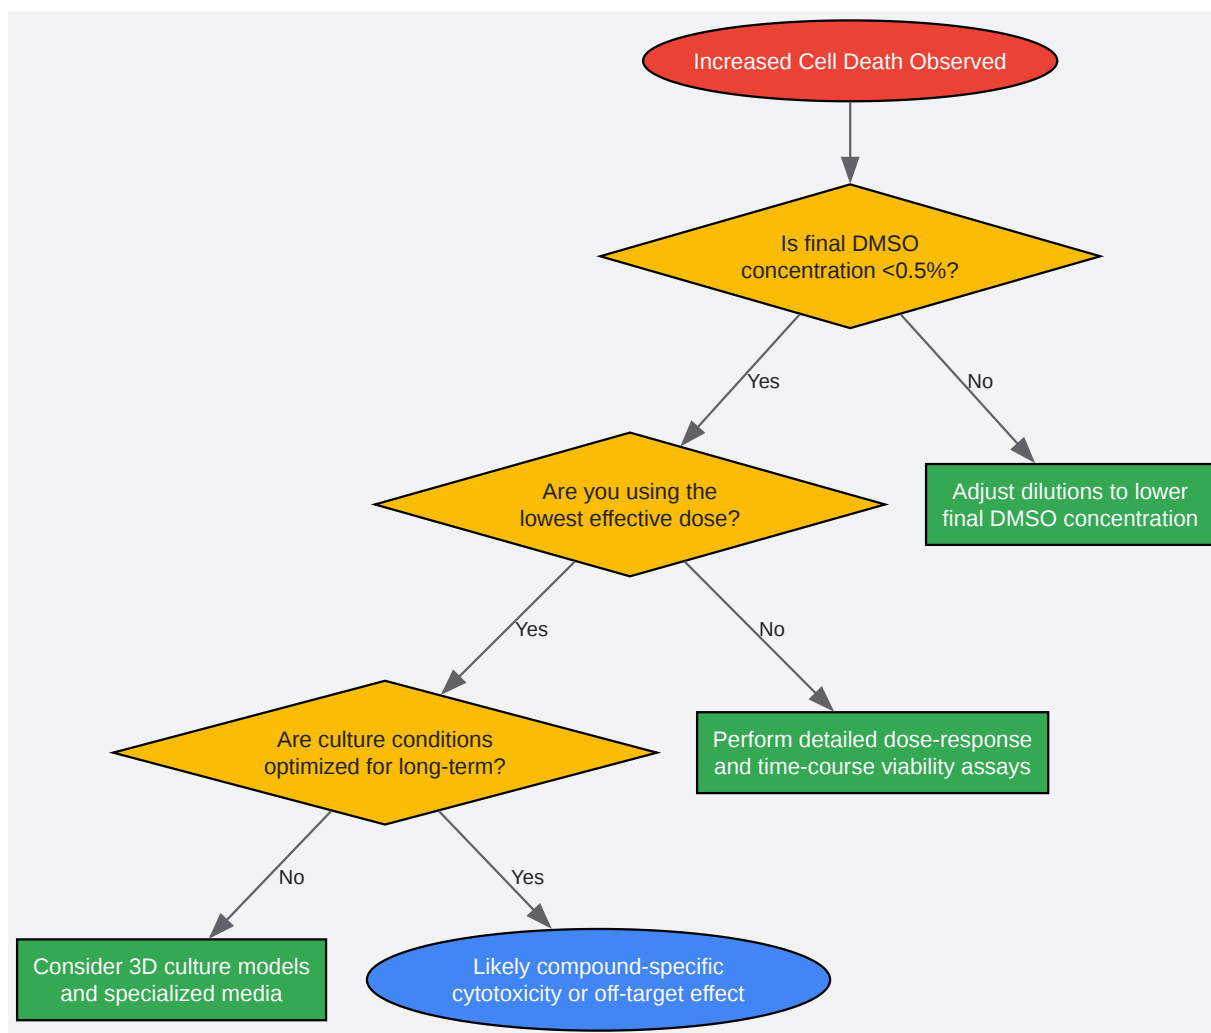 Increased Cell Death Observed
Is final DMSO
concentration <0.5%?
Yes
No
Are you using the
lowest effective dose?
Adjust dilutions to lower
final DMSO concentration
Yes
No
Are culture conditions
optimized for long-term?
Perform detailed dose-response
and time-course viability assays
No
Yes
Consider 3D culture models
and specialized media
Likely compound-specific
cytotoxicity or off-target effect